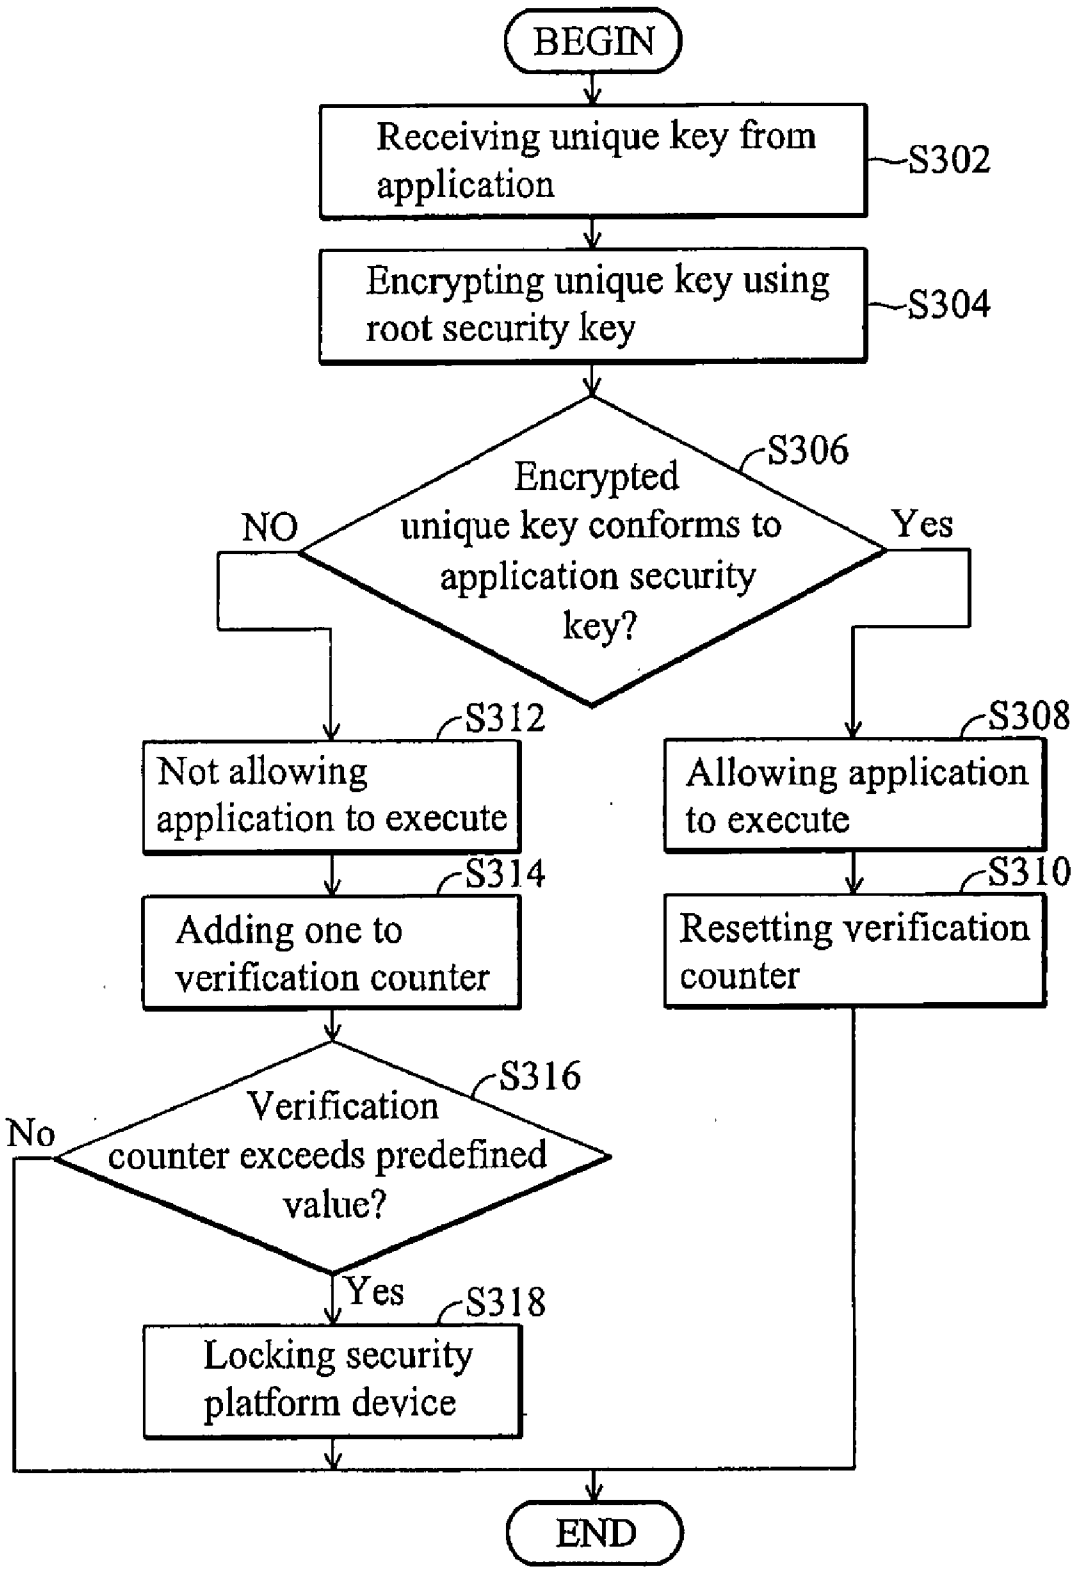 BEGIN
Receiving unique key from
application
S302
Encrypting unique key using
root security key
S304
S306
Encrypted
unique key conforms to
application security
key?
NO
Yes
S312
Not allowing
application to execute
S308
Allowing application
to execute
S314
Adding one to
verification counter
S310
Resetting verification
counter
S316
Verification
counter exceeds predefined
value?
No
Yes
S318
Locking security
platform device
END